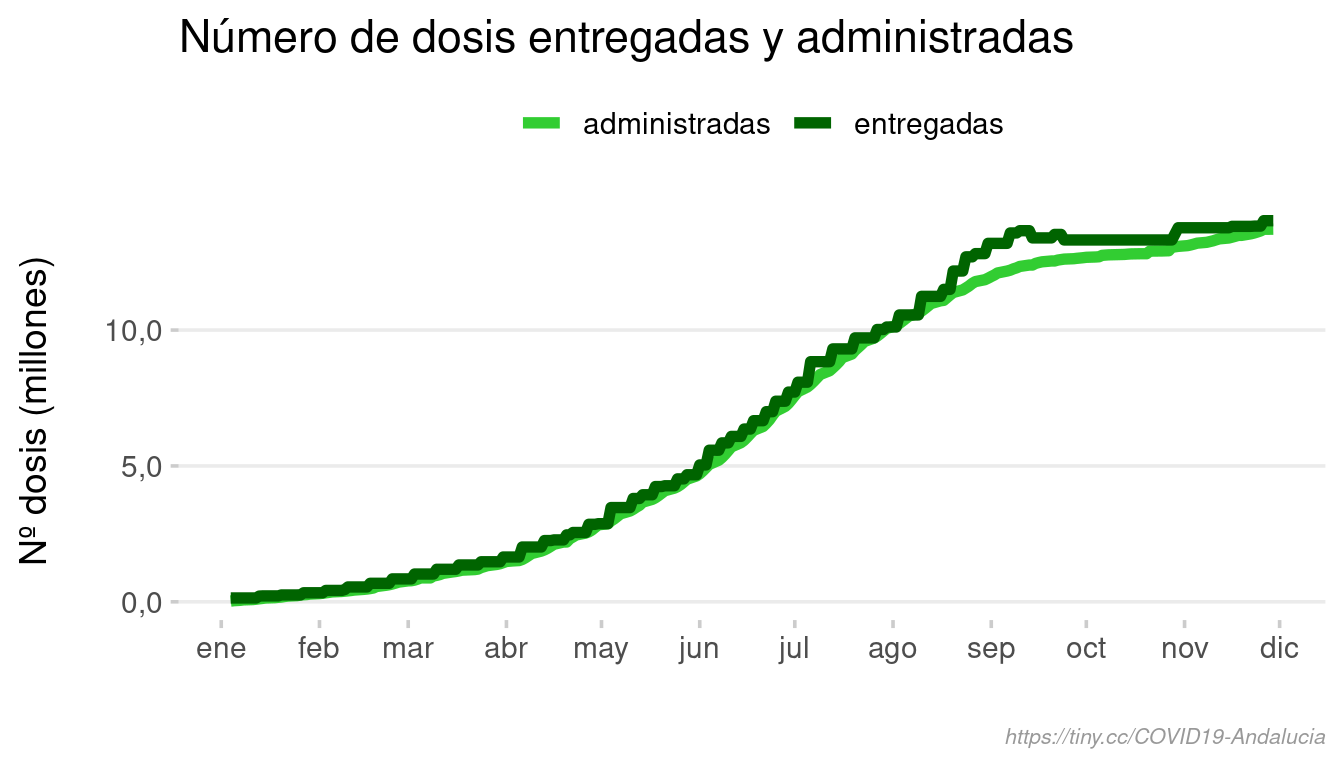 Número de dosis entregadas y administradas
administradas entregadas
Nº dosis (millones)
10,0
5,0
0,0
ene feb mar abr may jun jul ago sep oct nov dic
https://tiny.cc/COVID19-Andalucia